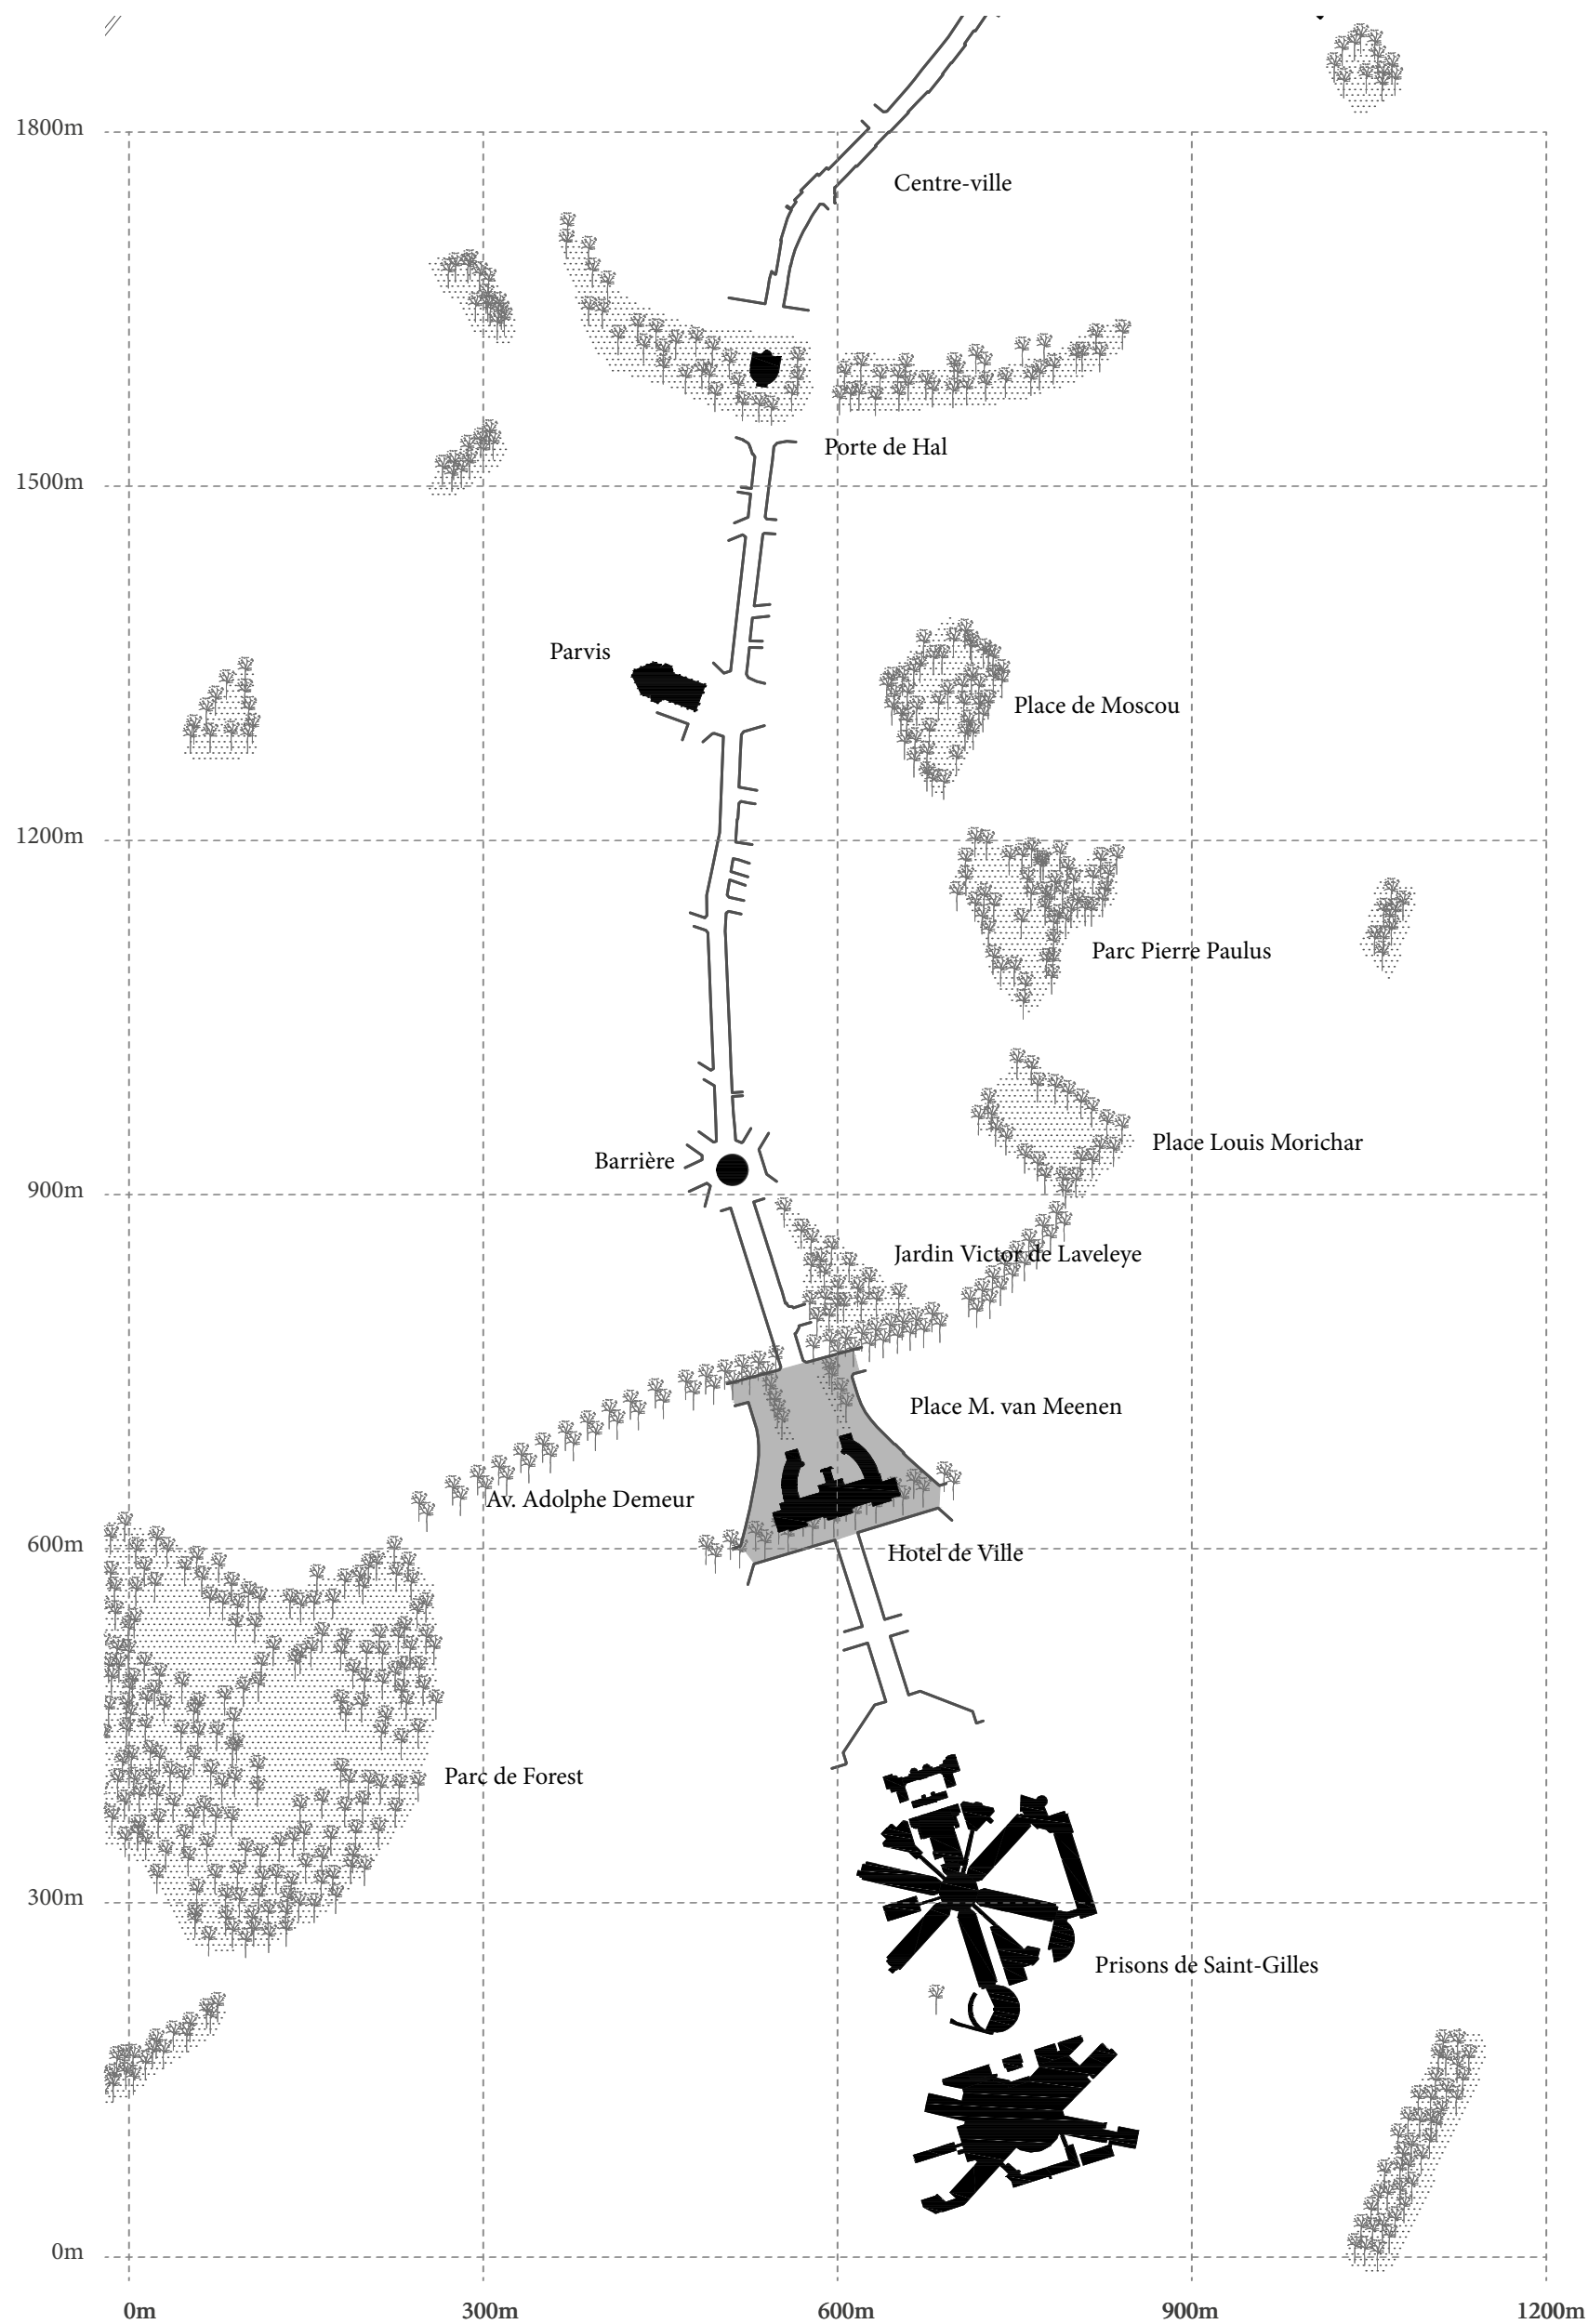 1800m
Centre-ville
Porte de Hal
1500m
Parvis
Place de Moscou
1200m
Parc Pierre Paulus
Place Louis Morichar
Barrière
900m
Jardin Victor de Laveleye
Place M. van Meenen
Av. Adolphe Demeur
600m
Hotel de Ville
Parc de Forest
300m
Prisons de Saint-Gilles
0m
0m 300m 600m 900m 1200m